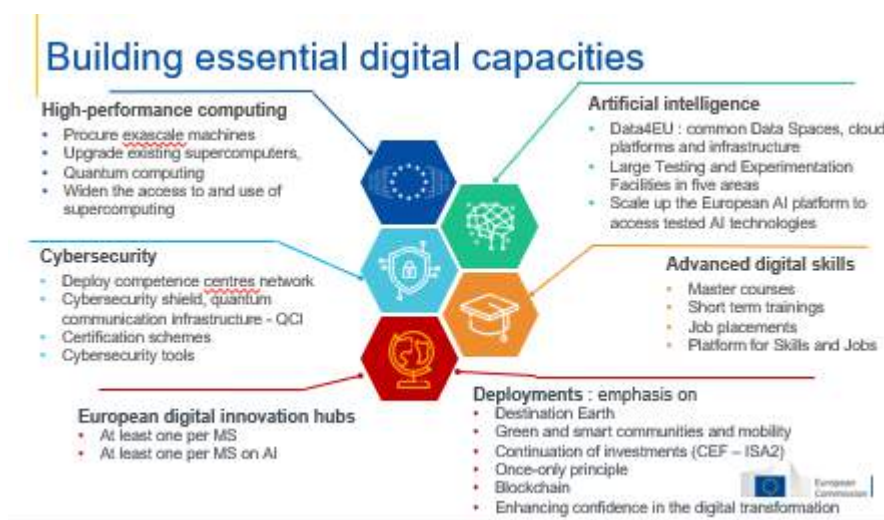 Building essential digital capacities
High-performance computing
• Procure exascale machines
• Upgrade existing supercomputers,
• Quantum computing
• Widen the access to and use of
supercomputing
Artificial intelligence
• Data4EU : common Data Spaces, cloud
platforms and infrastructure
• Large Testing and Experimentation
Facilities in five areas
• Scale up the European AI platform to
access tested AI technologies
Cybersecurity
• Deploy competence centres network
• Cybersecurity shield, quantum
communication infrastructure - QCI
• Certification schemes
• Cybersecurity tools
Advanced digital skills
• Master courses
• Short term trainings
• Job placements
• Platform for Skills and Jobs
European digital innovation hubs
• At least one per MS
• At least one per MS on AI
Deployments : emphasis on
• Destination Earth
• Green and smart communities and mobility
• Continuation of investments (CEF – ISA2)
• Once-only principle
• Blockchain
• Enhancing confidence in the digital transformation
European
Commission